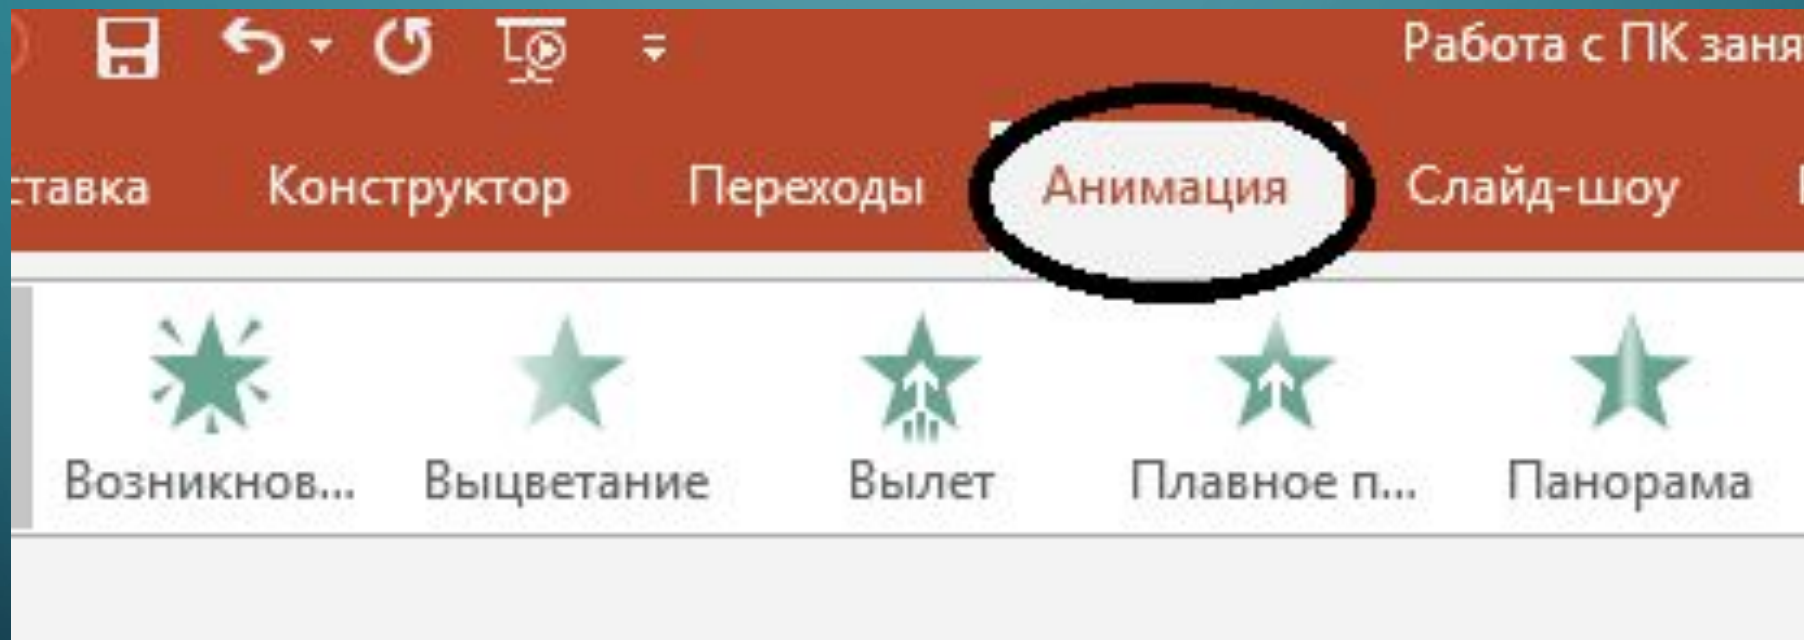 Работа с ПК заня
ставка Конструктор Переходы Анимация Слайд-шоу
Возникнов... Выцветание Вылет Плавное п... Панорама